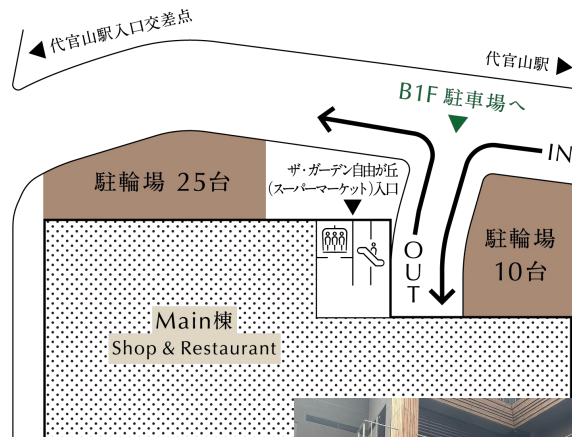 代官山駅入口交差点
代官山駅
B1F 駐車場へ
IN
ザ・ガーデン自由が丘
(スーパーマーケット)入口
駐輪場 25台
OUT
駐輪場
10台
Main棟
Shop & Restaurant